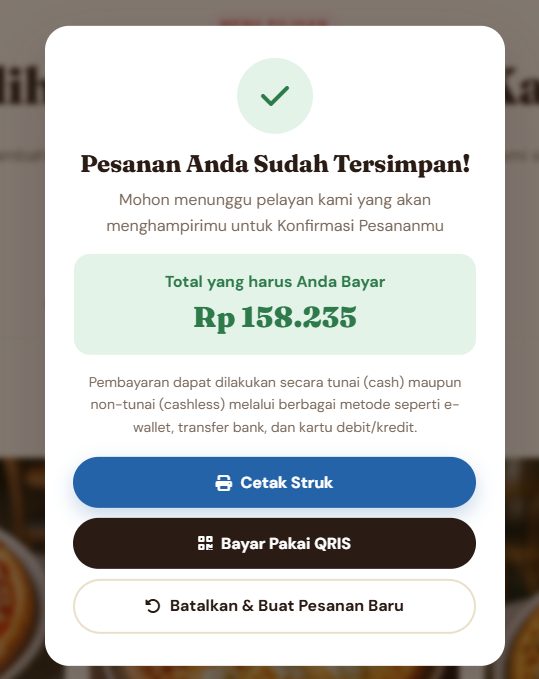 Pesanan Anda Sudah Tersimpan!
Mohon menunggu pelayan kami yang akan
menghampirimu untuk Konfirmasi Pesananmu
Total yang harus Anda Bayar
Rp 158.235
Pembayaran dapat dilakukan secara tunai (cash) maupun
non-tunai (cashless) melalui berbagai metode seperti e-
wallet, transfer bank, dan kartu debit/kredit.
Cetak Struk
Bayar Pakai QRIS
Batalkan & Buat Pesanan Baru